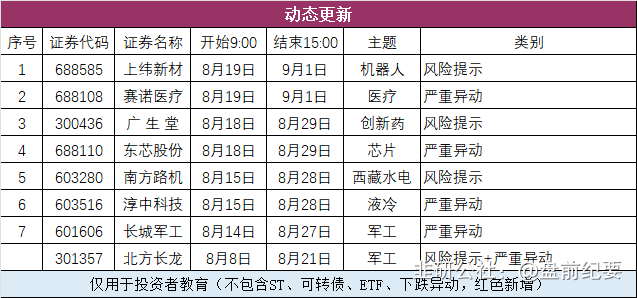 动态更新
序号 证券代码 证券名称 开始9:00 结束15:00 主题 类别
1 688585 上纬新材 8月19日 9月1日 机器人 风险提示
2 688108 赛诺医疗 8月19日 9月1日 医疗 严重异动
3 300436 广生堂 8月18日 8月29日 创新药 风险提示
4 688110 东芯股份 8月18日 8月29日 芯片 严重异动
5 603280 南方路机 8月15日 8月28日 西藏水电 风险提示
6 603516 淳中科技 8月15日 8月28日 液冷 严重异动
7 601606 长城军工 8月14日 8月27日 军工 严重异动
301357 北方长龙 8月8日 8月21日 军工 风险提示+严重异动
仅用于投资者教育（不包含ST、可转债、ETF、下跌异动，红色新增）
非研公社：@盘前纪要